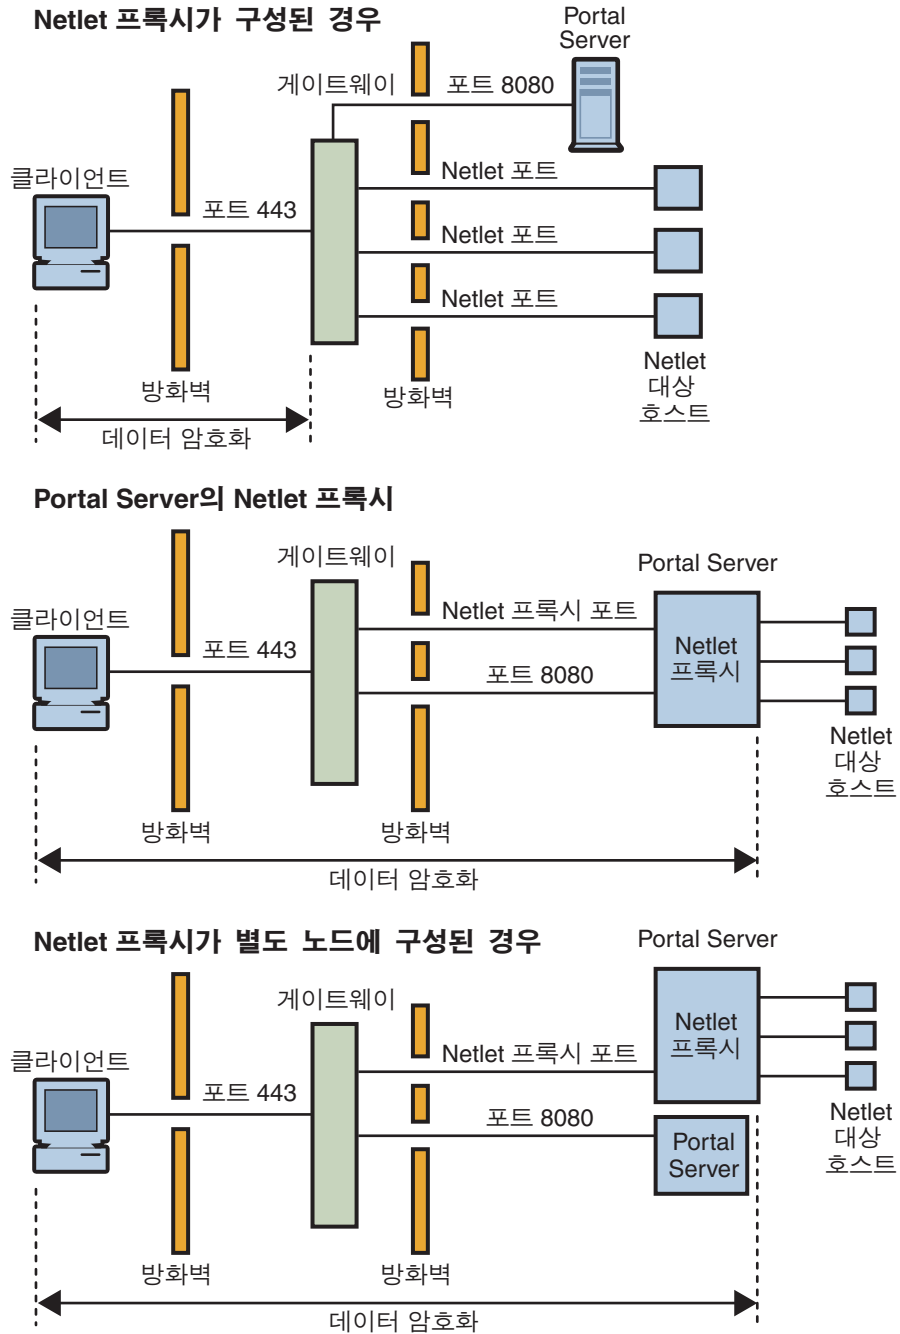 Netlet 프록시가 구성된 경우
Portal
Server
게이트웨이
포트 8080
클라이언트
포트 443
Netlet 포트
Netlet 포트
Netlet 포트
방화벽
방화벽
Netlet
대상
호스트
데이터 암호화
Portal Server의 Netlet 프록시
게이트웨이
Portal Server
클라이언트
Netlet 프록시 포트
포트 443
포트 8080
Netlet
프록시
Netlet
대상
호스트
방화벽
방화벽
데이터 암호화
Netlet 프록시가 별도 노드에 구성된 경우
Portal Server
게이트웨이
클라이언트
Netlet 프록시 포트
Netlet
프록시
포트 443
포트 8080
Portal
Server
Netlet
대상
호스트
방화벽
방화벽
데이터 암호화